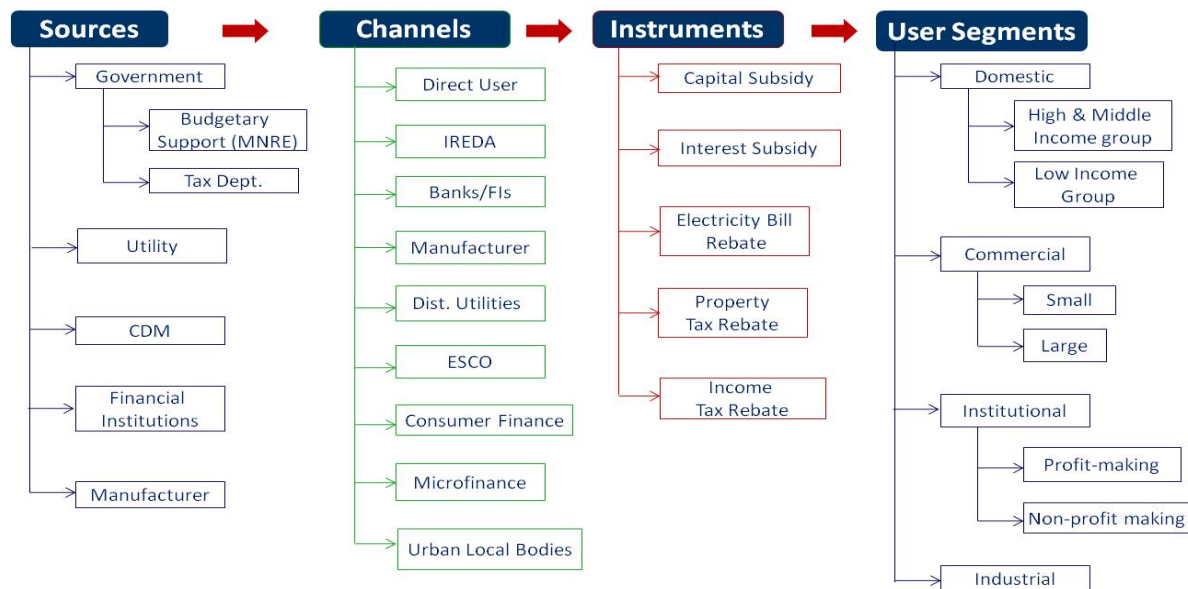 Sources
Channels
Instruments
User Segments
Government
Budgetary
Support (MNRE)
Tax Dept.
Utility
CDM
Financial
Institutions
Manufacturer
Direct User
IREDA
Banks/FIs
Manufacturer
Dist. Utilities
ESCO
Consumer Finance
Microfinance
Urban Local Bodies
Capital Subsidy
Interest Subsidy
Electricity Bill
Rebate
Property
Tax Rebate
Income
Tax Rebate
Domestic
High & Middle
Income group
Low Income
Group
Commercial
Small
Large
Institutional
Profit-making
Non-profit making
Industrial